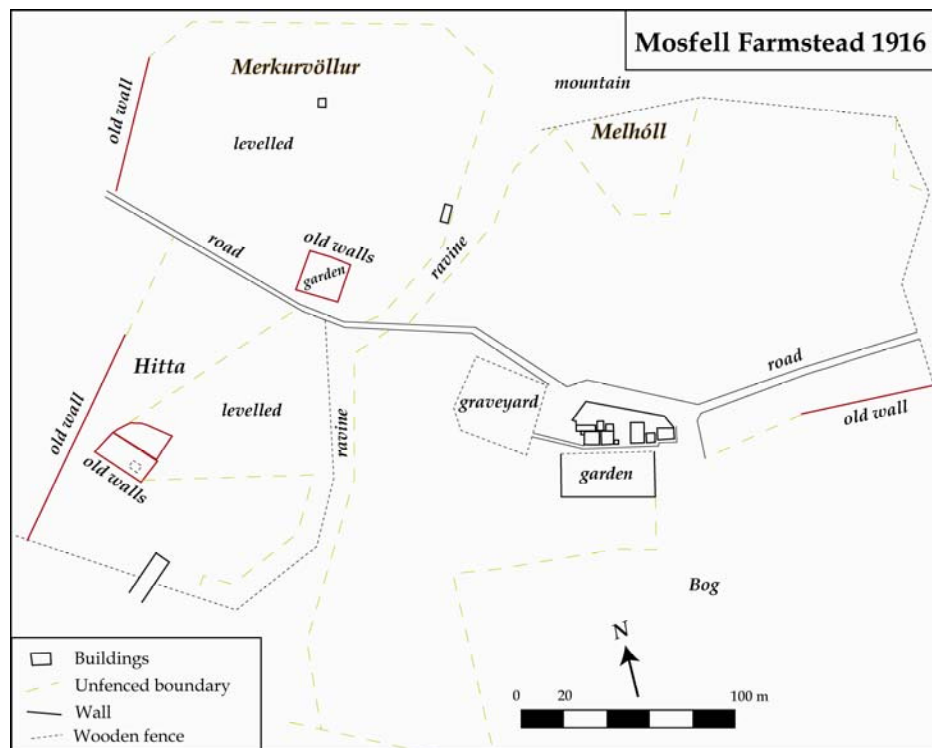 Mosfell Farmstead 1916
Merkurvöllur
mountain
old wall
levelled
Melhóll
road
old walls
garden
ravine
Hitta
road
old wall
levelled
ravine
graveyard
old wall
old walls
garden
Bog
N
Buildings
Unfenced boundary
Wall
Wooden fence
0 20 100 m